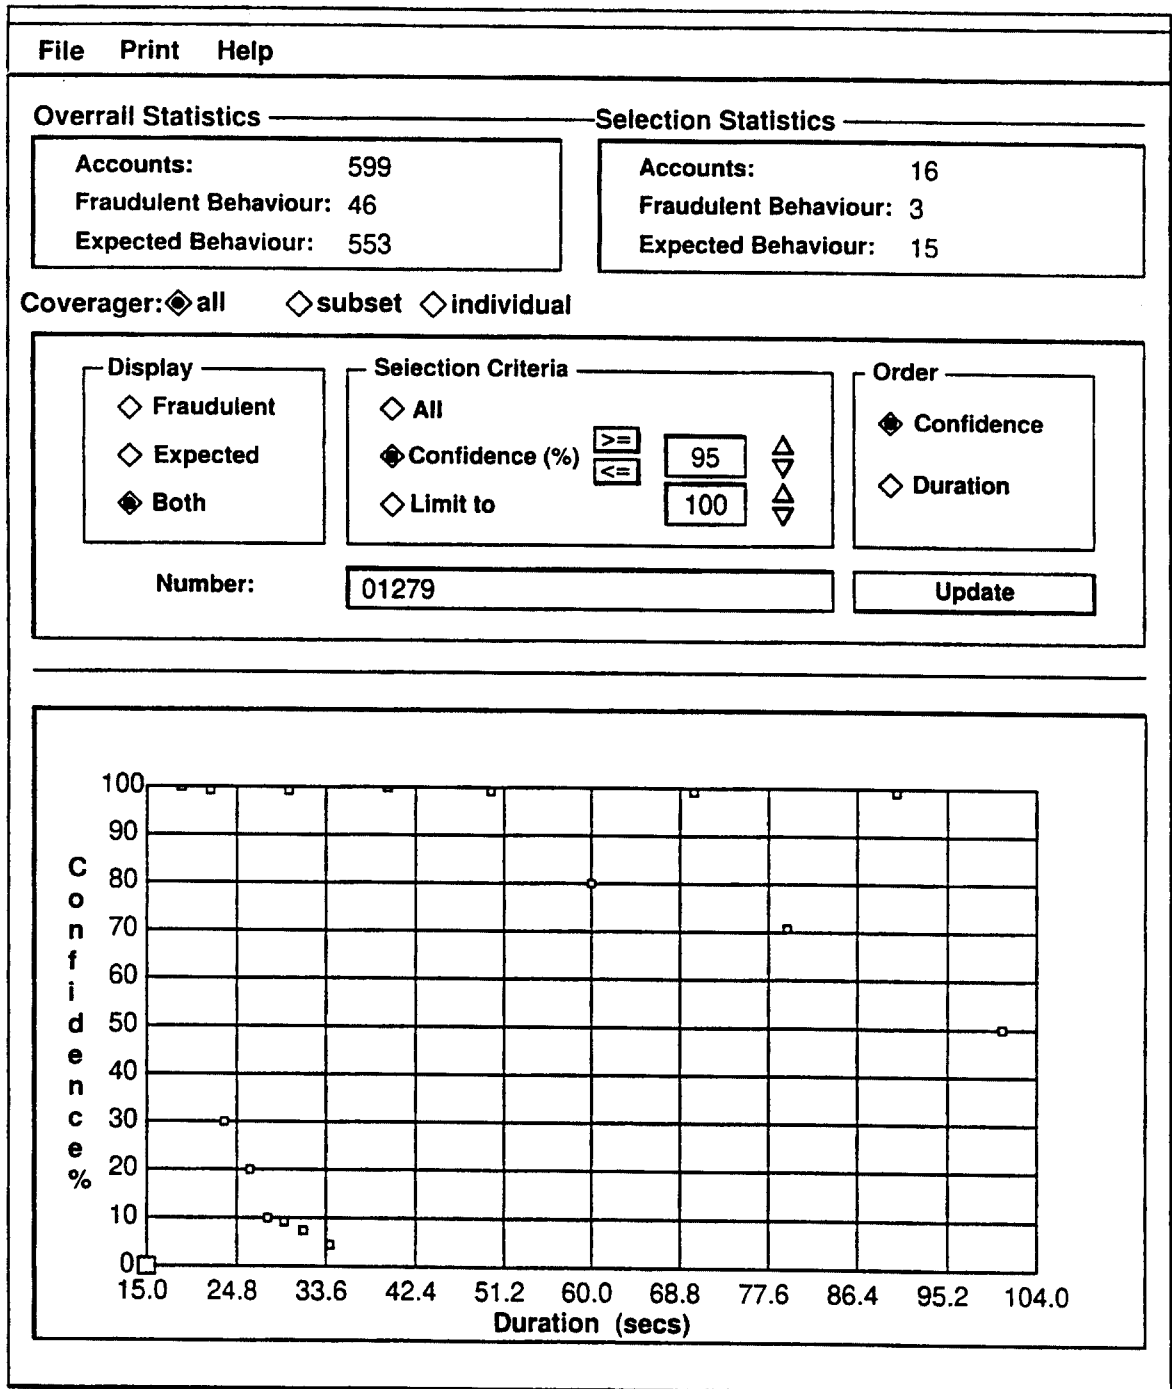 File Print Help
Overrall Statistics
Accounts: 599
Fraudulent Behaviour: 46
Expected Behaviour: 553
Selection Statistics
Accounts: 16
Fraudulent Behaviour: 3
Expected Behaviour: 15
Coverager: all subset individual
Display
Fraudulent
Expected
Both
Selection Criteria
All
Confidence (%) >= <= 95
Limit to 100
Order
Confidence
Duration
Number: 01279
Update
Confidence %
100
90
80
70
60
50
40
30
20
10
0
15.0 24.8 33.6 42.4 51.2 60.0 68.8 77.6 86.4 95.2 104.0
Duration (secs)